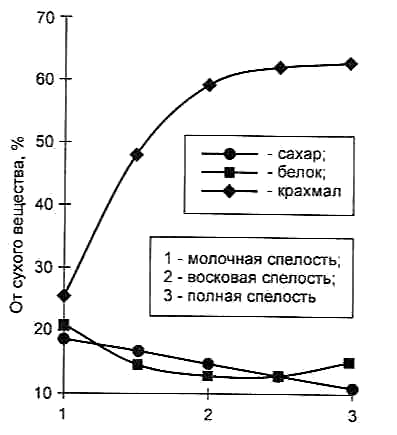 От сухого вещества, %
70
60
50
40
30
20
10
- сахар;
- белок;
- крахмал
1 - молочная спелость;
2 - восковая спелость;
3 - полная спелость
1 2 3